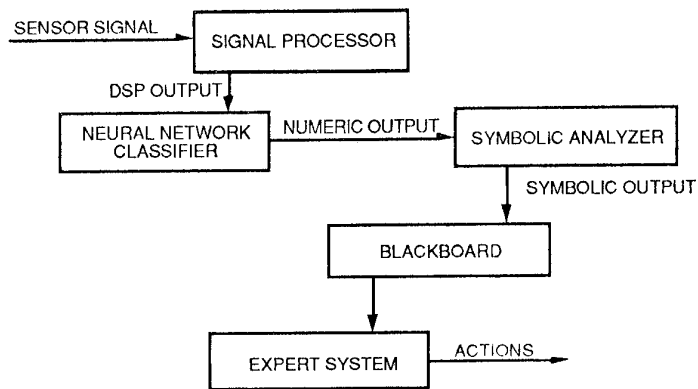 SENSOR SIGNAL
SIGNAL PROCESSOR
DSP OUTPUT
NEURAL NETWORK
CLASSIFIER
NUMERIC OUTPUT
SYMBOLIC ANALYZER
SYMBOLIC OUTPUT
BLACKBOARD
EXPERT SYSTEM
ACTIONS